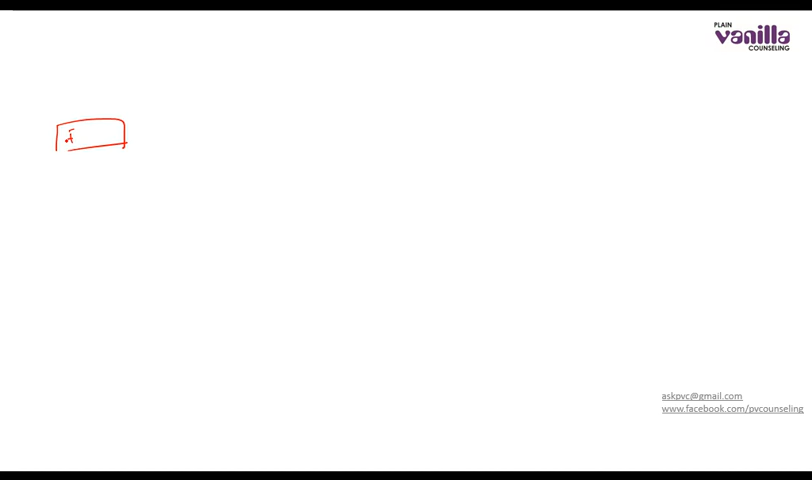 PLAIN
vanilla
COUNSELING
askpvc@gmail.com
www.facebook.com/pvcounseling